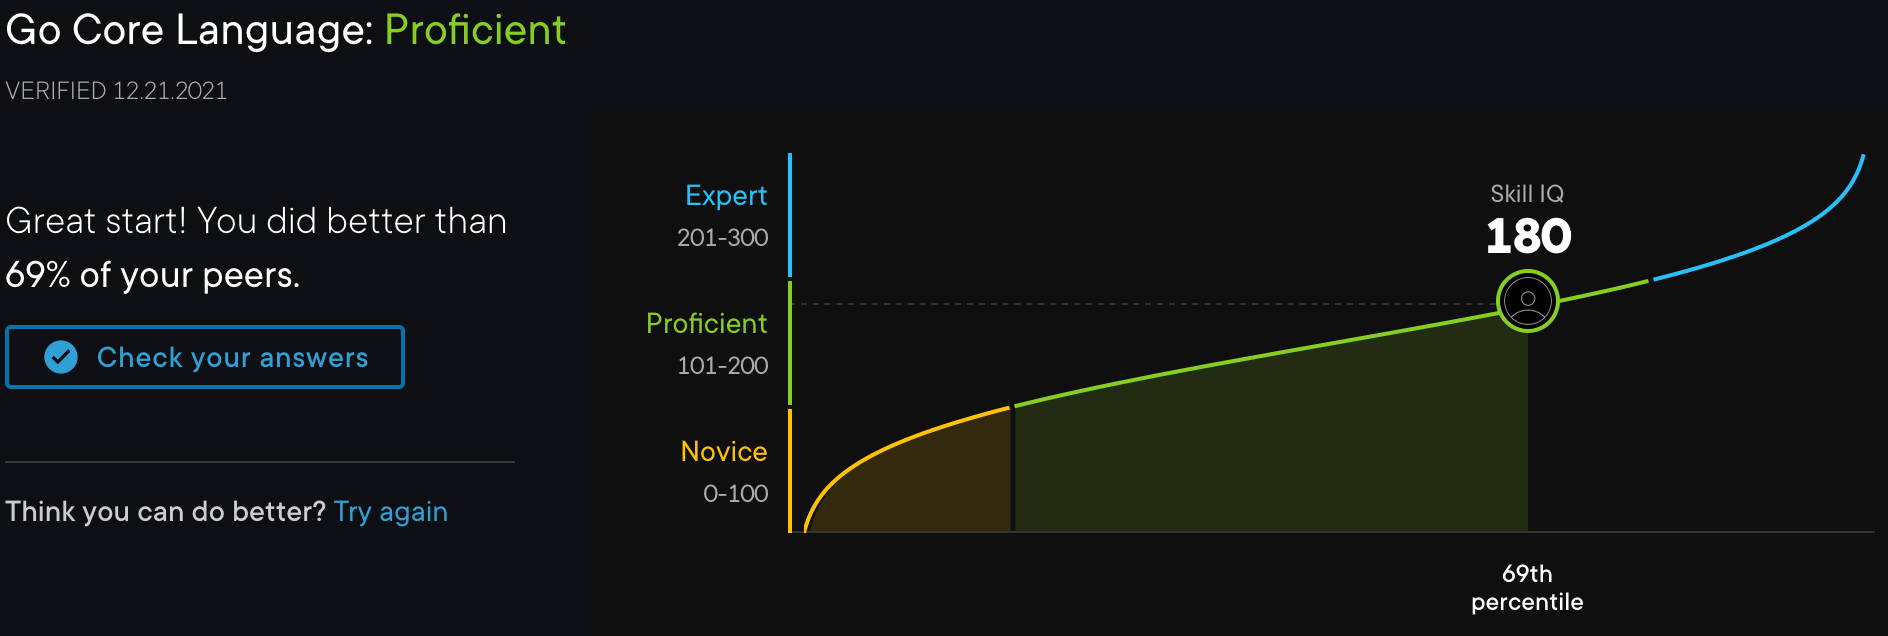 Go Core Language: Proficient
VERIFIED 12.21.2021
Great start! You did better than
69% of your peers.
Check your answers
Think you can do better? Try again
Expert
201-300
Proficient
101-200
Novice
0-100
Skill IQ
180
69th
percentile